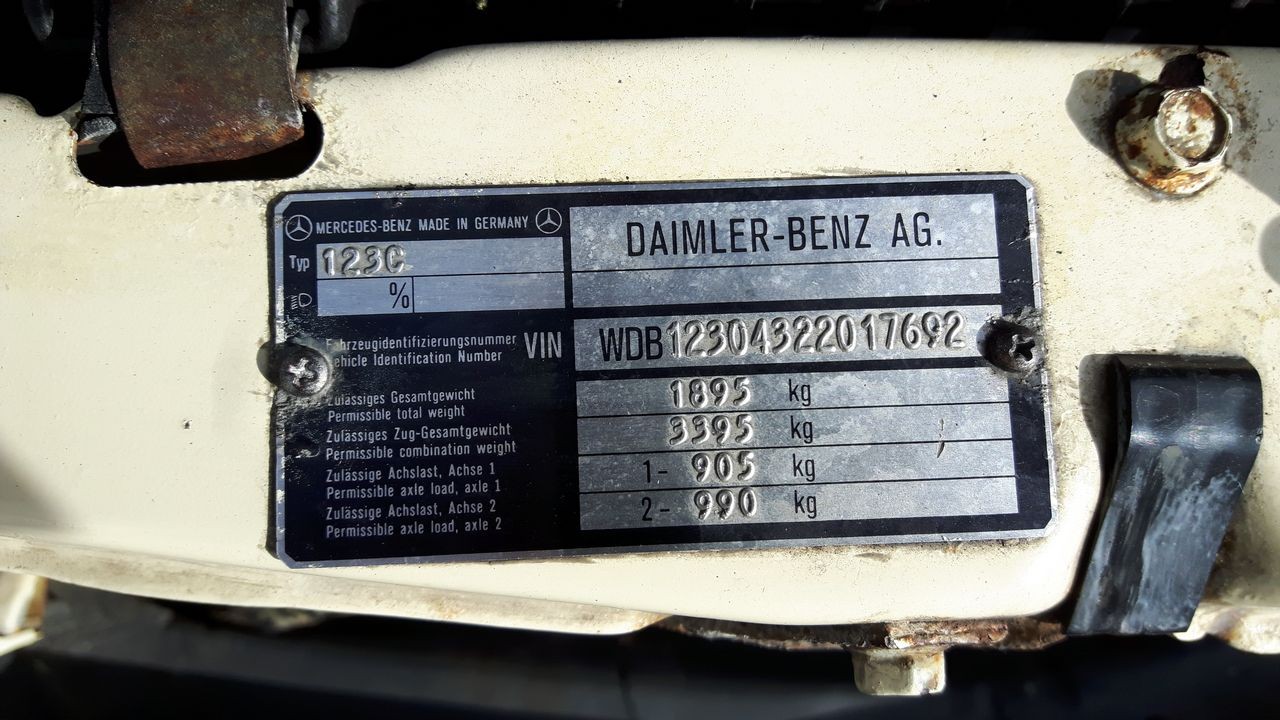 MERCEDES-BENZ MADE IN GERMANY
DAIMLER-BENZ AG.
Typ 123C
%
Fahrzeugidentifizierungsnummer
Vehicle Identification Number
VIN
WDB12304322017692
Zulässiges Gesamtgewicht
Permissible total weight
1895 kg
Zulässiges Zug-Gesamtgewicht
Permissible combination weight
3395 kg
Zulässige Achslast, Achse 1
Permissible axle load, axle 1
1- 905 kg
Zulässige Achslast, Achse 2
Permissible axle load, axle 2
2- 990 kg